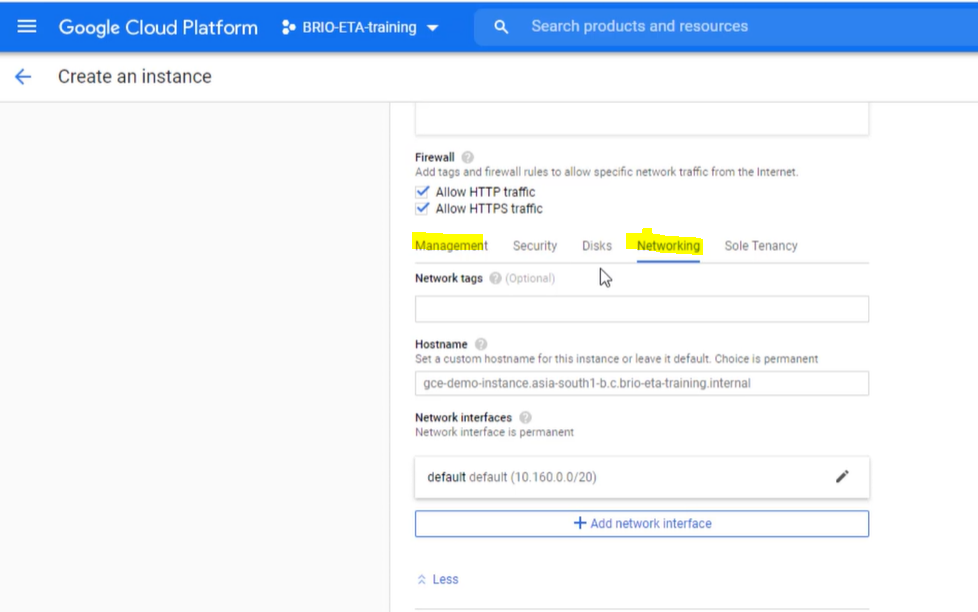 Google Cloud Platform BRIO-ETA-training Search products and resources
Create an instance
Firewall
Add tags and firewall rules to allow specific network traffic from the Internet.
Allow HTTP traffic
Allow HTTPS traffic
Management Security Disks Networking Sole Tenancy
Network tags (Optional)
Hostname
Set a custom hostname for this instance or leave it default. Choice is permanent
gce-demo-instance.asia-south1-b.c.brio-eta-training.internal
Network interfaces
Network interface is permanent
default default (10.160.0.0/20)
+ Add network interface
Less